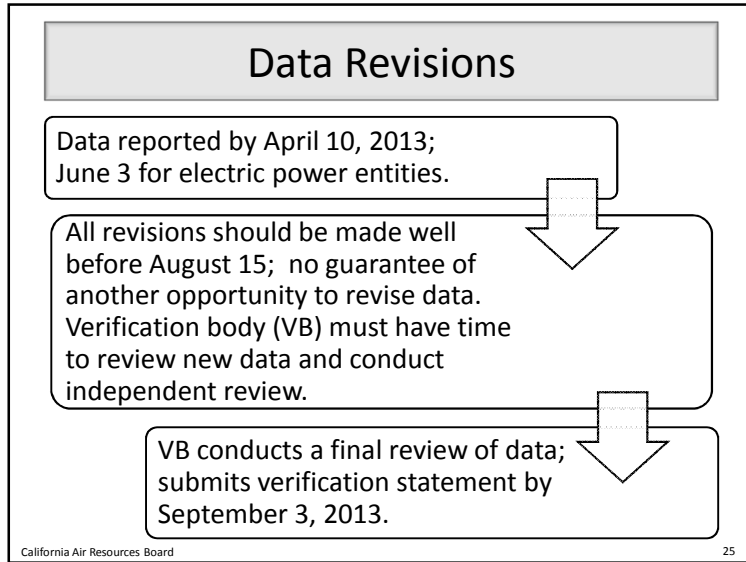 Data Revisions
Data reported by April 10, 2013;
June 3 for electric power entities.
All revisions should be made well
before August 15;  no guarantee of
another opportunity to revise data.
Verification body (VB) must have time
to review new data and conduct
independent review.
VB conducts a final review of data;
submits verification statement by
September 3, 2013.
California Air Resources Board
25